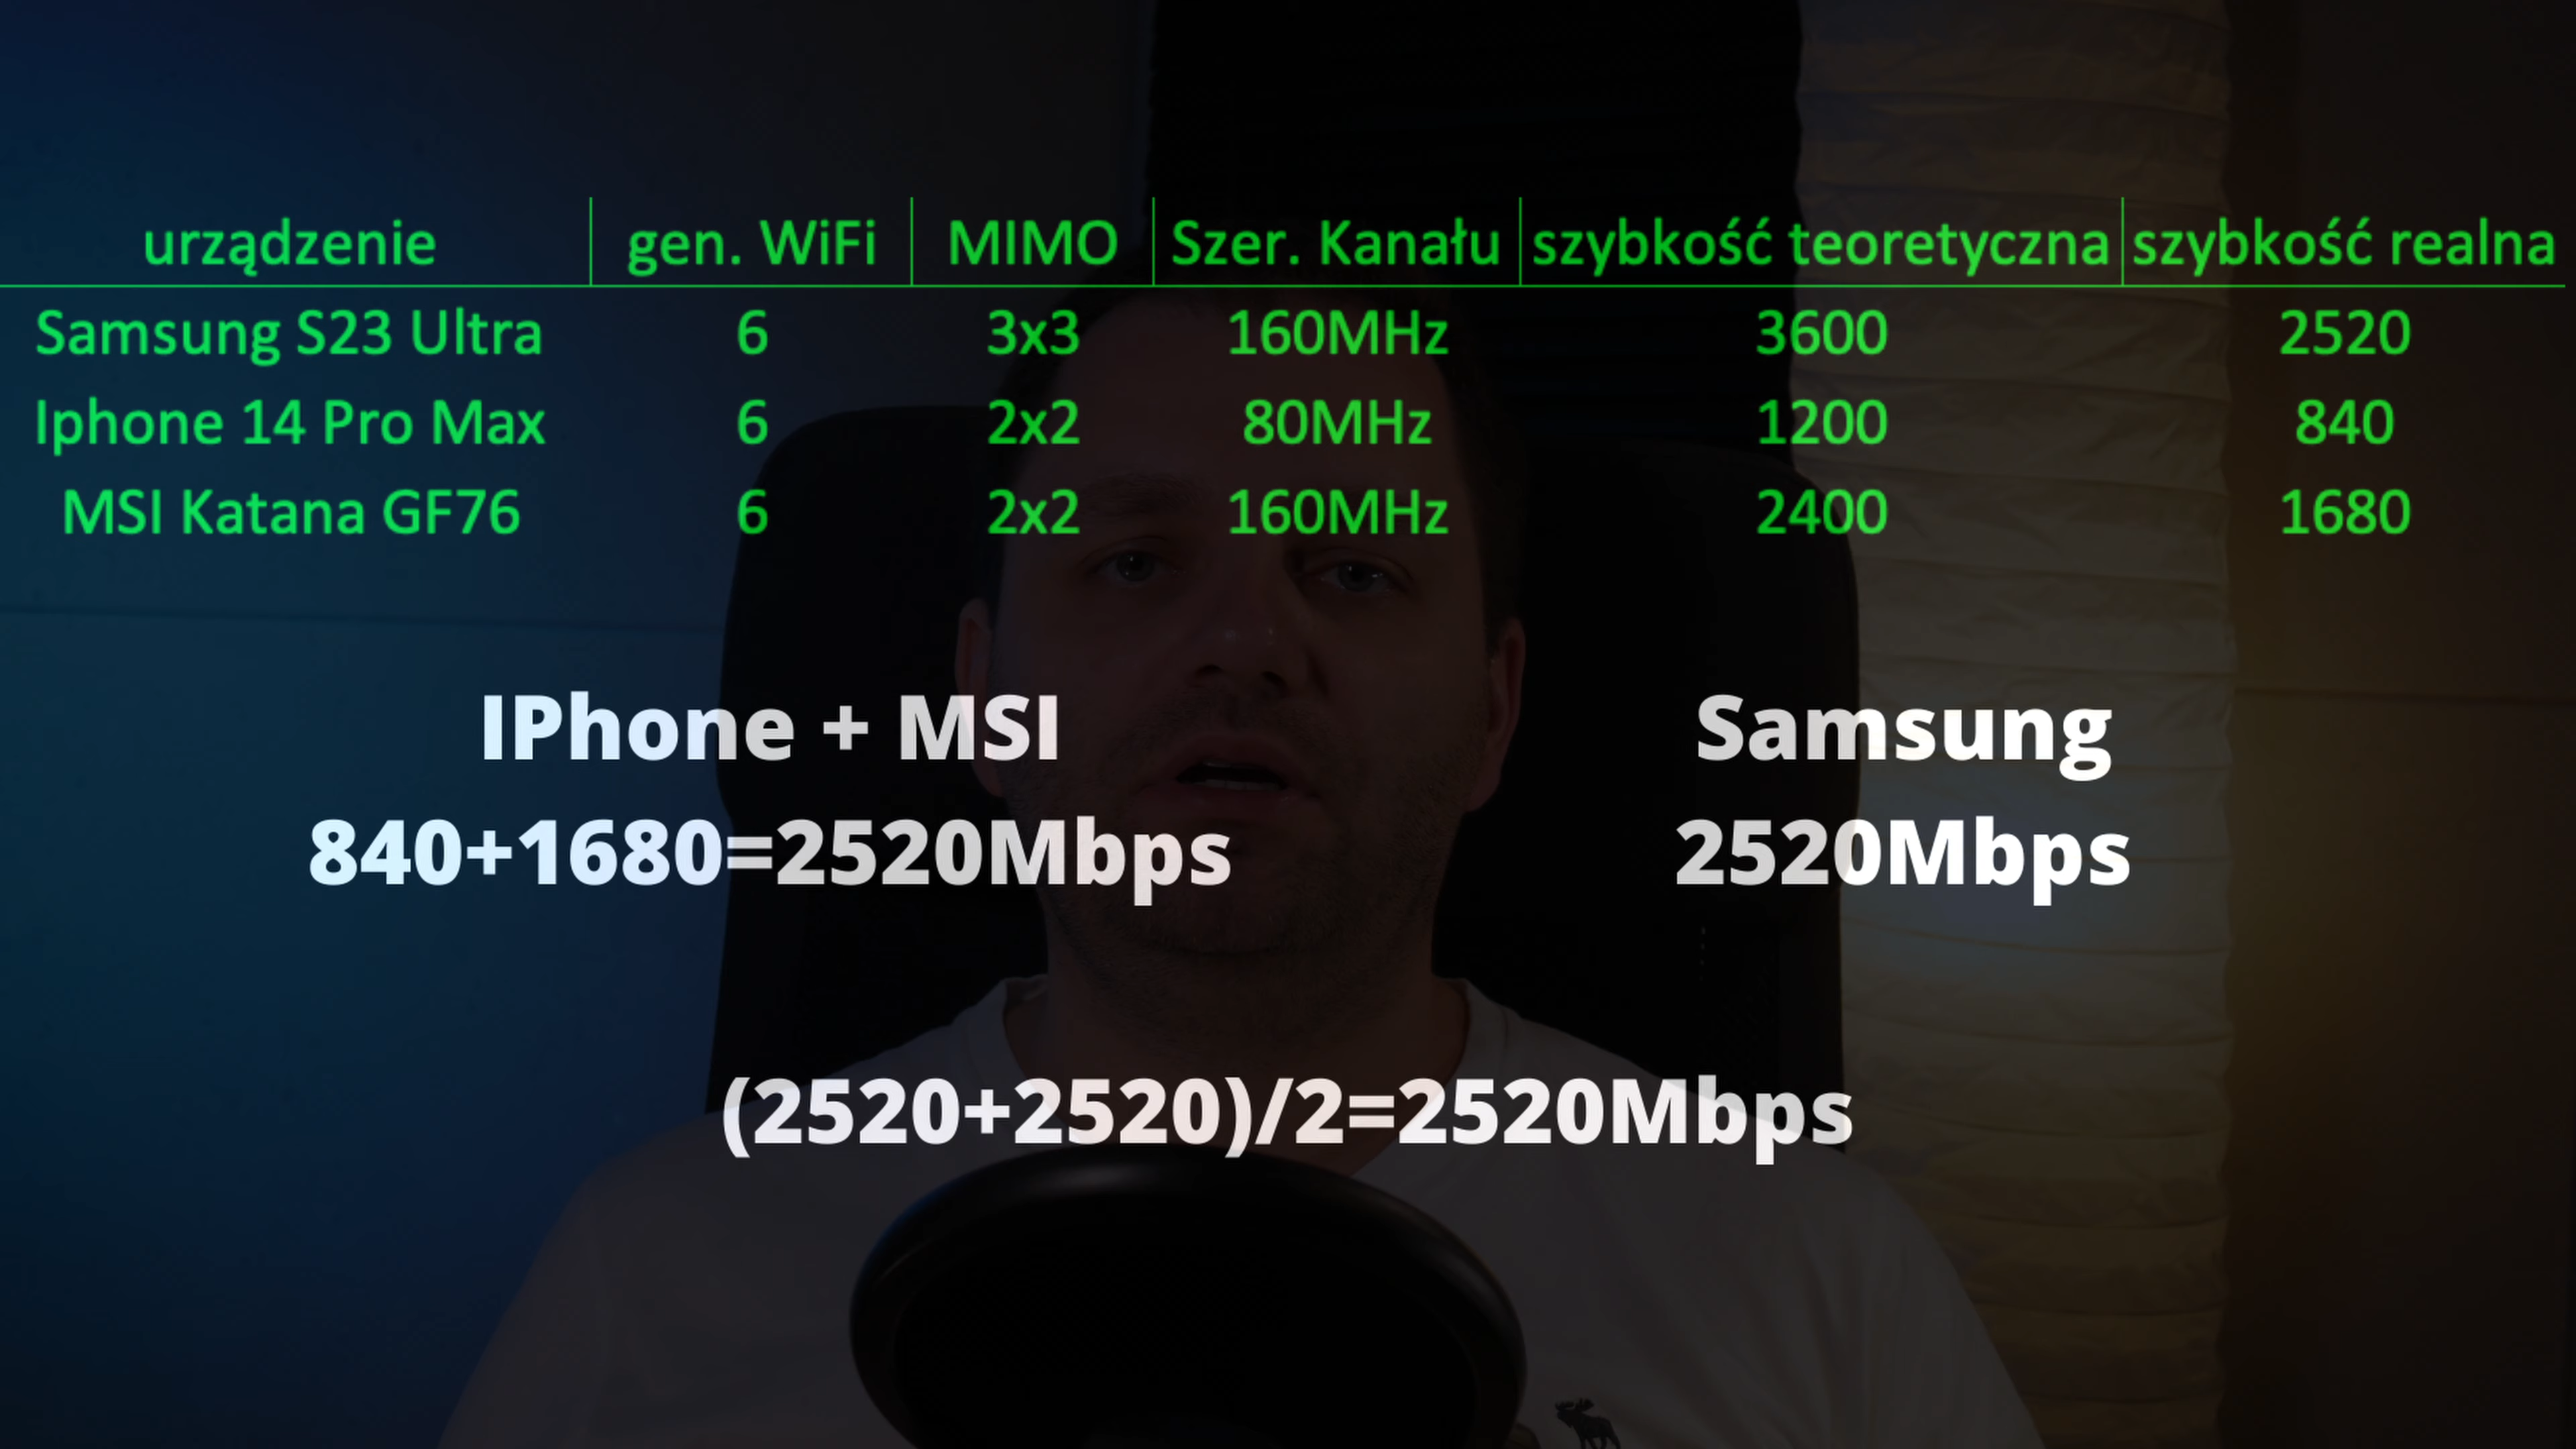 urządzenie gen. WiFi MIMO Szer. Kanału szybkość teoretyczna szybkość realna
Samsung S23 Ultra 6 3x3 160MHz 3600 2520
Iphone 14 Pro Max 6 2x2 80MHz 1200 840
MSI Katana GF76 6 2x2 160MHz 2400 1680
IPhone + MSI Samsung
840+1680=2520Mbps 2520Mbps
(2520+2520)/2=2520Mbps